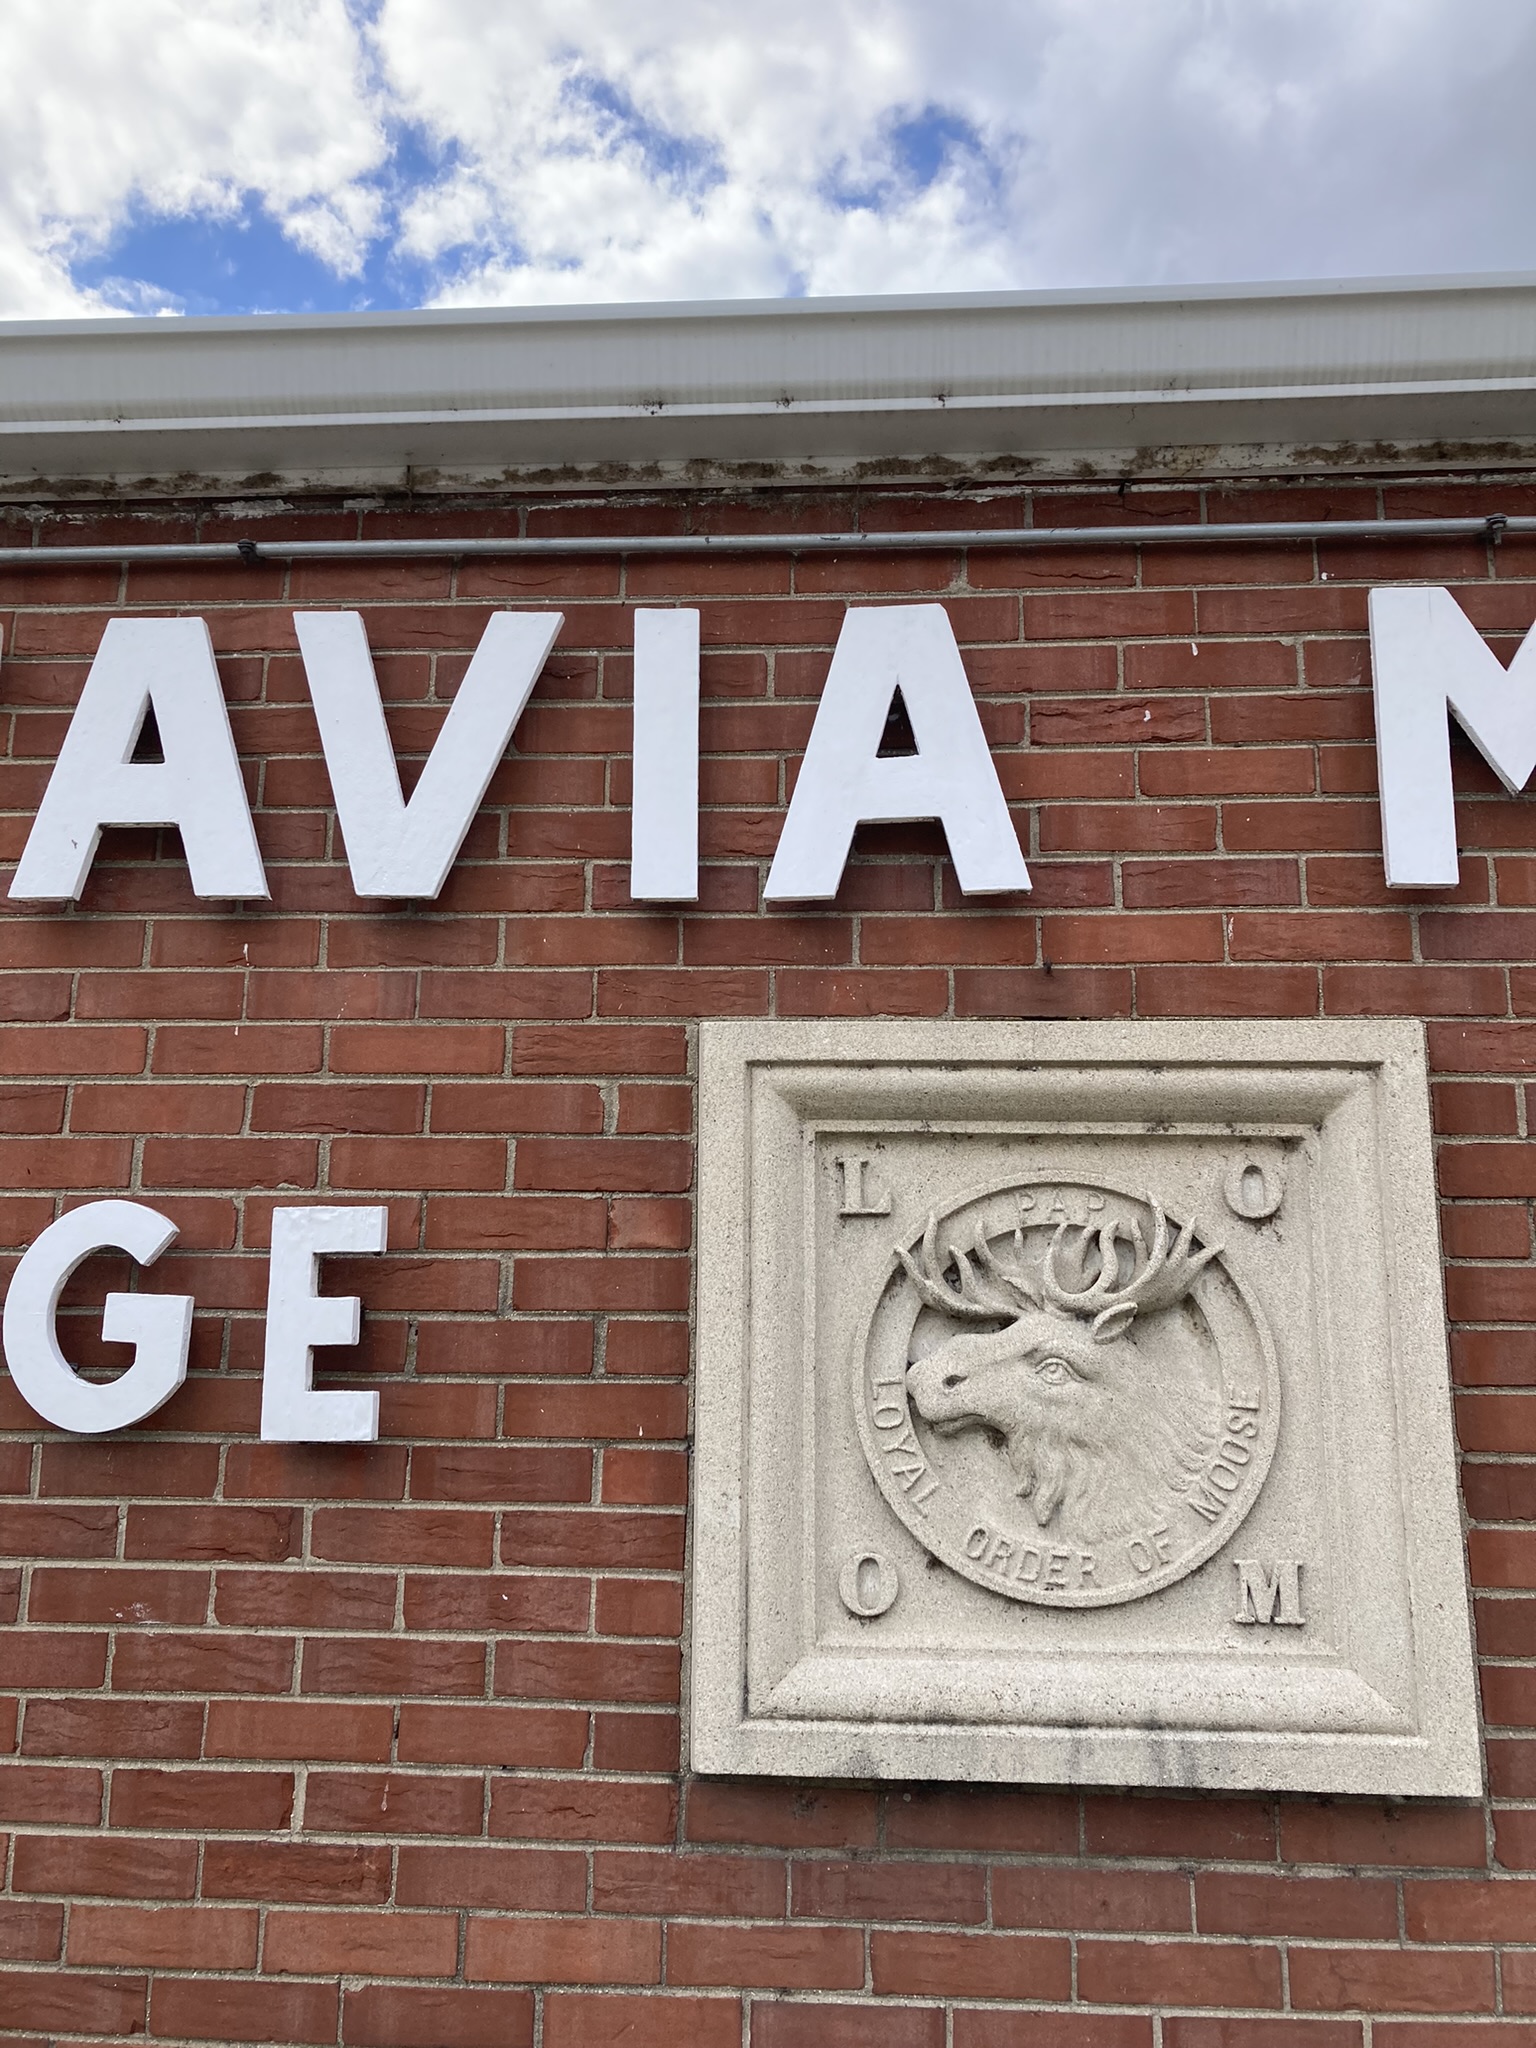 AVIA M
GE
L O
PAP
LOYAL ORDER OF MOOSE
O M